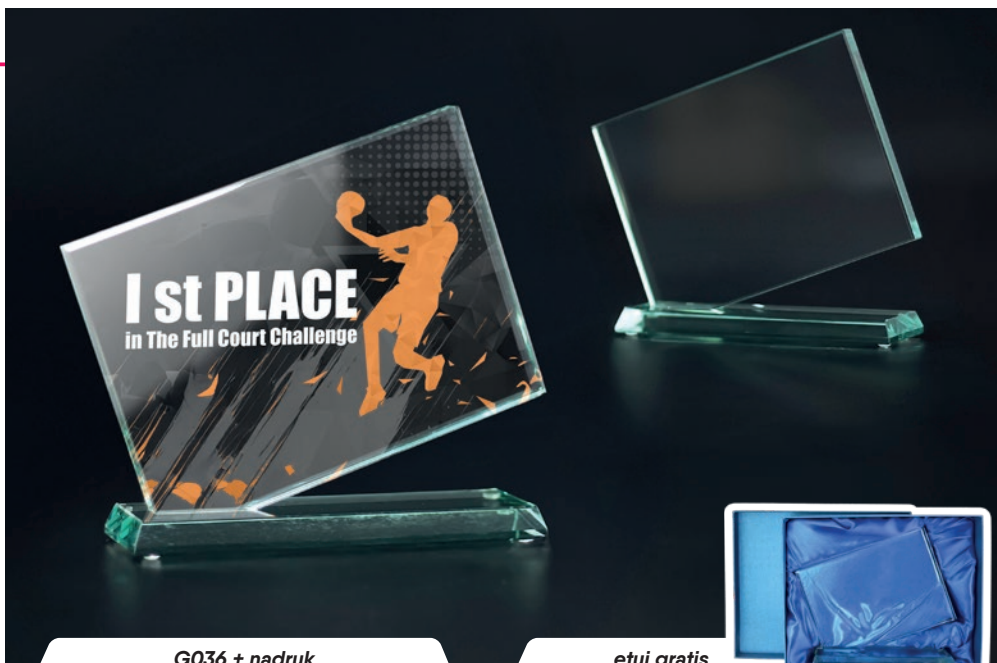 I st PLACE
in The Full Court Challenge
G036 + nadruk
etui gratis